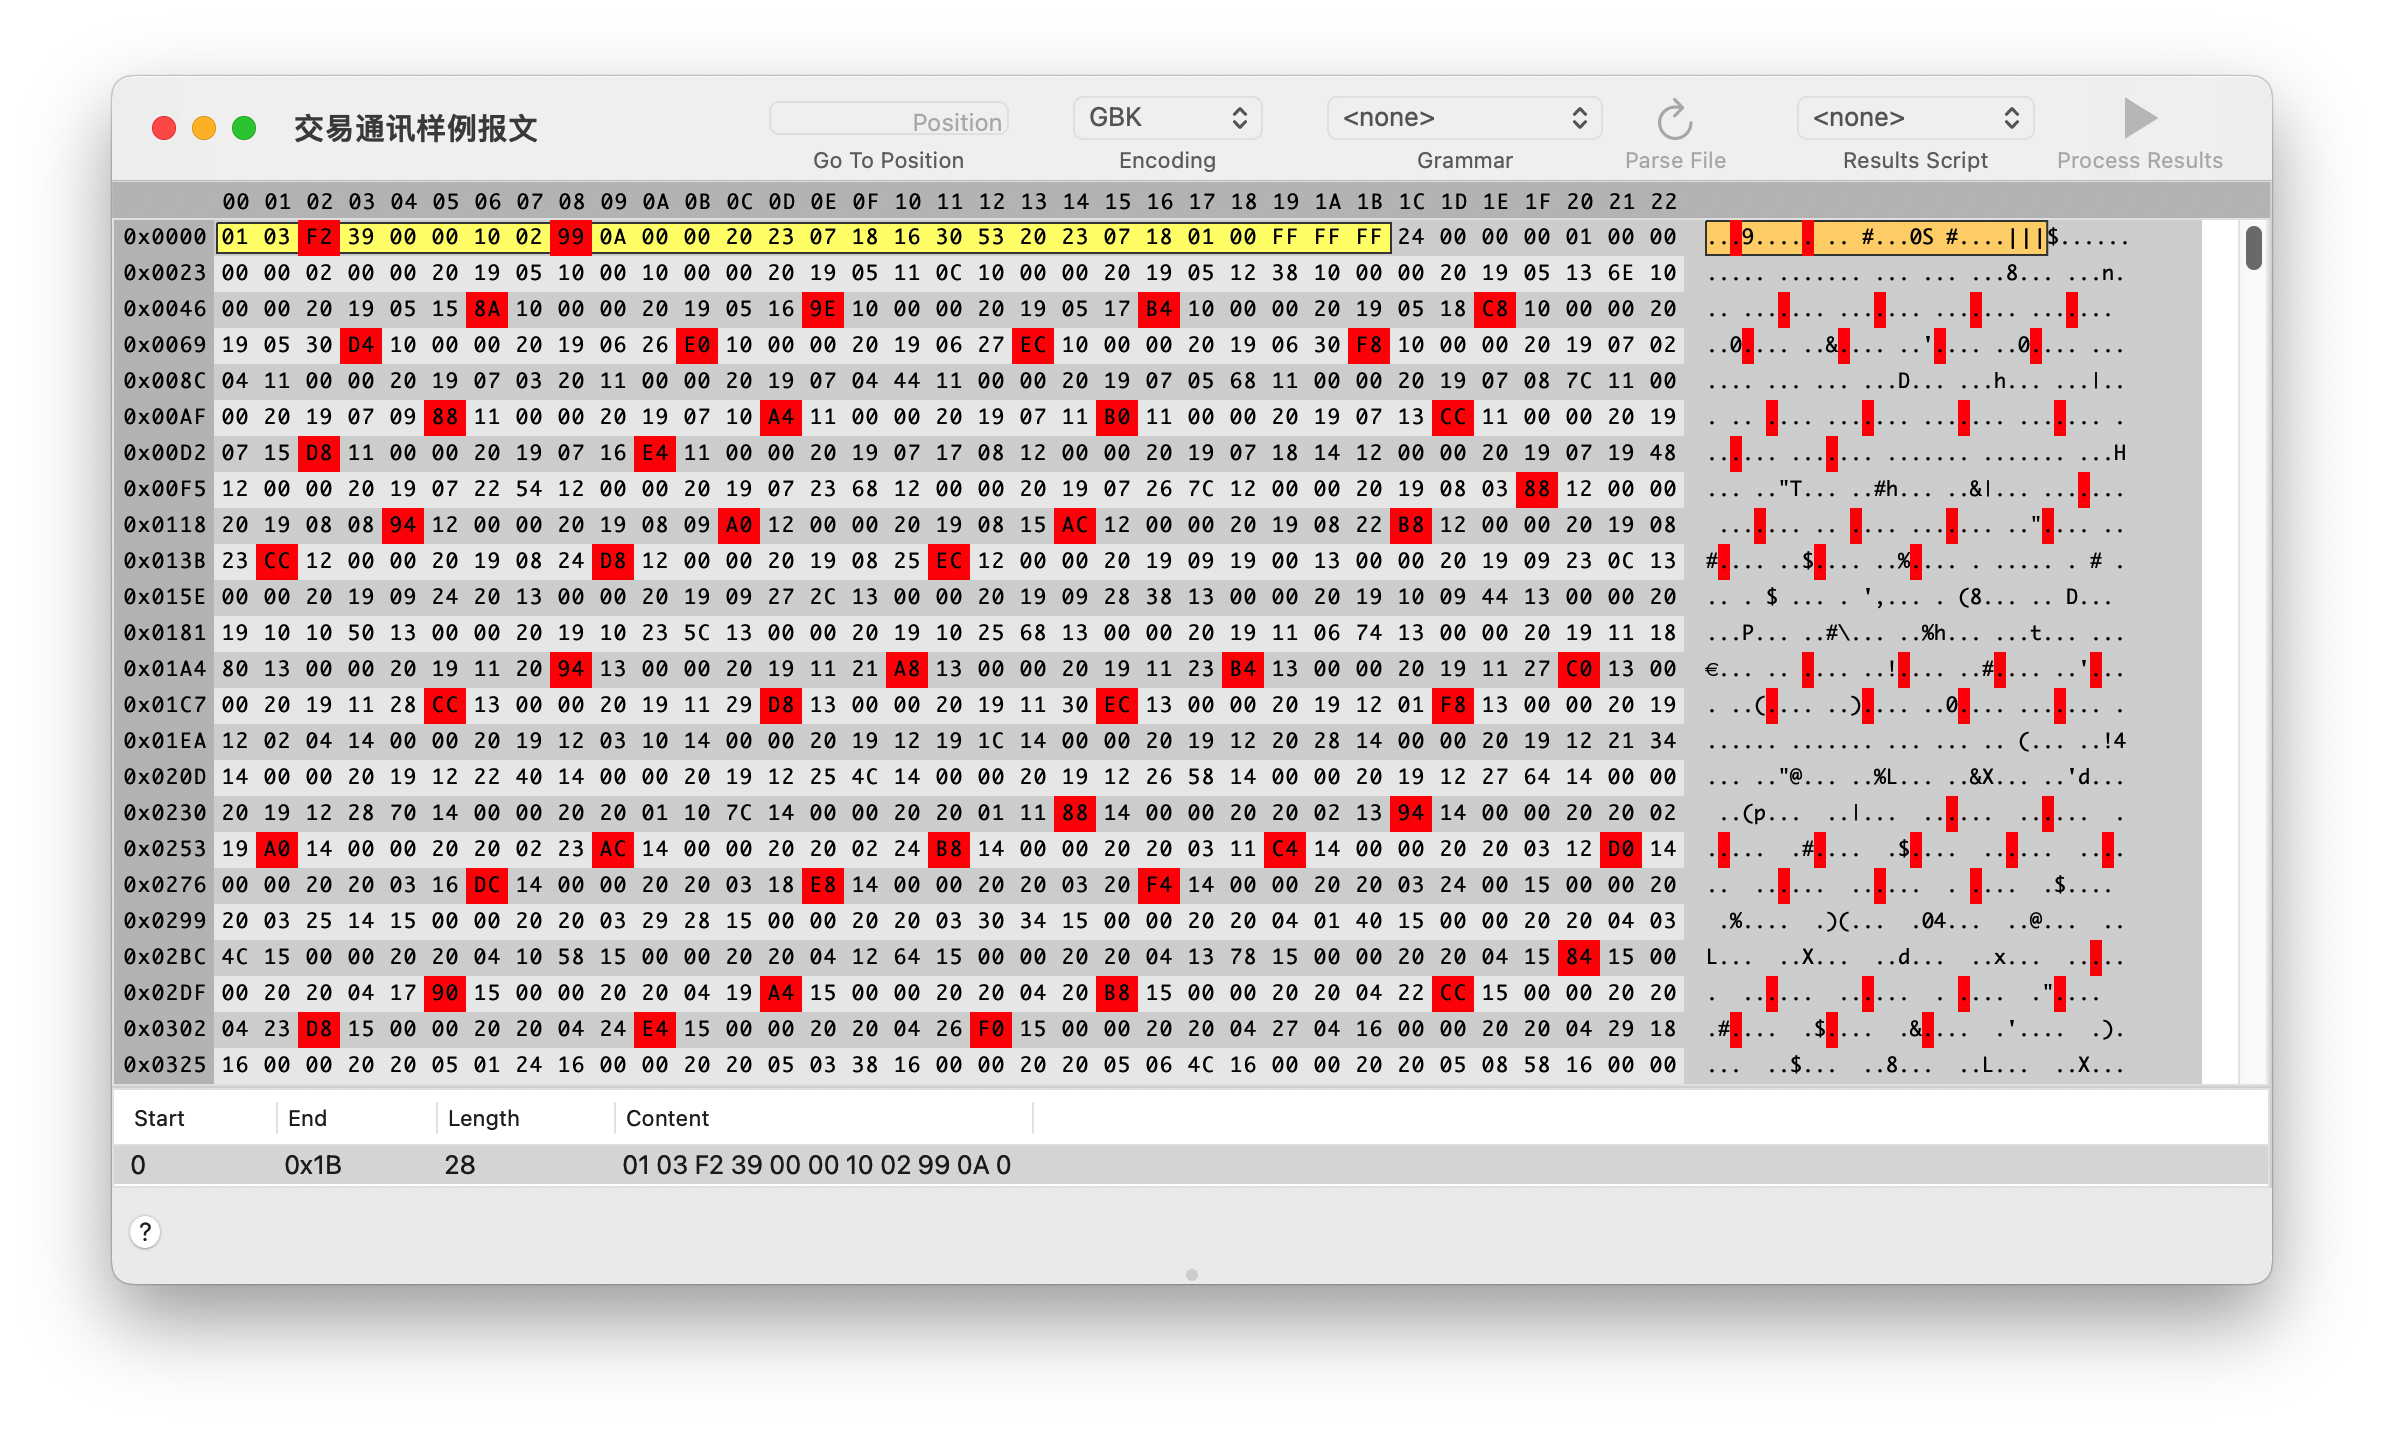 交易通讯样例报文
Position
GBK
<none>
<none>
Go To Position
Encoding
Grammar
Parse File
Results Script
Process Results
00 01 02 03 04 05 06 07 08 09 0A 0B 0C 0D 0E 0F 10 11 12 13 14 15 16 17 18 19 1A 1B 1C 1D 1E 1F 20 21 22
0x0000 01 03 F2 39 00 00 10 02 99 0A 00 00 20 23 07 18 16 30 53 20 23 07 18 01 00 FF FF FF 24 00 00 00 01 00 00 ...9..... .. #...0S #....|||$......
0x0023 00 00 02 00 00 20 19 05 10 00 10 00 00 20 19 05 11 0C 10 00 00 20 19 05 12 38 10 00 00 20 19 05 13 6E 10 ..... ....... ... ... ...8... ...n.
0x0046 00 00 20 19 05 15 8A 10 00 00 20 19 05 16 9E 10 00 00 20 19 05 17 B4 10 00 00 20 19 05 18 C8 10 00 00 20 .. ....... ....... ....... .......
0x0069 19 05 30 D4 10 00 00 20 19 06 26 E0 10 00 00 20 19 06 27 EC 10 00 00 20 19 06 30 F8 10 00 00 20 19 07 02 ..0.... ..&.... ..'.... ..0.... ...
0x008C 04 11 00 00 20 19 07 03 20 11 00 00 20 19 07 04 44 11 00 00 20 19 07 05 68 11 00 00 20 19 07 08 7C 11 00 .... ... ... ...D... ...h... ...|..
0x00AF 00 20 19 07 09 88 11 00 00 20 19 07 10 A4 11 00 00 20 19 07 11 B0 11 00 00 20 19 07 13 CC 11 00 00 20 19 . .. .... ....... ....... ....... .
0x00D2 07 15 D8 11 00 00 20 19 07 16 E4 11 00 00 20 19 07 17 08 12 00 00 20 19 07 18 14 12 00 00 20 19 07 19 48 ...... ....... ....... ....... ...H
0x00F5 12 00 00 20 19 07 22 54 12 00 00 20 19 07 23 68 12 00 00 20 19 07 26 7C 12 00 00 20 19 08 03 88 12 00 00 ... .."T... ..#h... ..&|... .......
0x0118 20 19 08 08 94 12 00 00 20 19 08 09 A0 12 00 00 20 19 08 15 AC 12 00 00 20 19 08 22 B8 12 00 00 20 19 08 ....... .. .... ....... ..".... ..
0x013B 23 CC 12 00 00 20 19 08 24 D8 12 00 00 20 19 08 25 EC 12 00 00 20 19 09 19 00 13 00 00 20 19 09 23 0C 13 #.... ..$.... ..%.... . ..... . # .
0x015E 00 00 20 19 09 24 20 13 00 00 20 19 09 27 2C 13 00 00 20 19 09 28 38 13 00 00 20 19 10 09 44 13 00 00 20 .. . $ ... . ',... . (8... .. D...
0x0181 19 10 10 50 13 00 00 20 19 10 23 5C 13 00 00 20 19 10 25 68 13 00 00 20 19 11 06 74 13 00 00 20 19 11 18 ...P... ..#\... ..%h... ...t... ...
0x01A4 80 13 00 00 20 19 11 20 94 13 00 00 20 19 11 21 A8 13 00 00 20 19 11 23 B4 13 00 00 20 19 11 27 C0 13 00 €... .. .... ..!.... ..#.... ..'...
0x01C7 00 20 19 11 28 CC 13 00 00 20 19 11 29 D8 13 00 00 20 19 11 30 EC 13 00 00 20 19 12 01 F8 13 00 00 20 19 . ..(.... ..).... ..0.... ....... .
0x01EA 12 02 04 14 00 00 20 19 12 03 10 14 00 00 20 19 12 19 1C 14 00 00 20 19 12 20 28 14 00 00 20 19 12 21 34 ...... ....... ... ... .. (... ..!4
0x020D 14 00 00 20 19 12 22 40 14 00 00 20 19 12 25 4C 14 00 00 20 19 12 26 58 14 00 00 20 19 12 27 64 14 00 00 ... .."@... ..%L... ..&X... ..'d...
0x0230 20 19 12 28 70 14 00 00 20 20 01 10 7C 14 00 00 20 20 01 11 88 14 00 00 20 20 02 13 94 14 00 00 20 20 02 ..(p... ..|... ...... ...... .
0x0253 19 A0 14 00 00 20 20 02 23 AC 14 00 00 20 20 02 24 B8 14 00 00 20 20 03 11 C4 14 00 00 20 20 03 12 D0 14 ..... .#.... .$.... ...... ....
0x0276 00 00 20 20 03 16 DC 14 00 00 20 20 03 18 E8 14 00 00 20 20 03 20 F4 14 00 00 20 20 03 24 00 15 00 00 20 .. ...... ...... . .... .$....
0x0299 20 03 25 14 15 00 00 20 20 03 29 28 15 00 00 20 20 03 30 34 15 00 00 20 20 04 01 40 15 00 00 20 20 04 03 .%.... .)(... .04... ..@... ..
0x02BC 4C 15 00 00 20 20 04 10 58 15 00 00 20 20 04 12 64 15 00 00 20 20 04 13 78 15 00 00 20 20 04 15 84 15 00 L... ..X... ..d... ..x... .....
0x02DF 00 20 20 04 17 90 15 00 00 20 20 04 19 A4 15 00 00 20 20 04 20 B8 15 00 00 20 20 04 22 CC 15 00 00 20 20 . ...... ...... . .... ."....
0x0302 04 23 D8 15 00 00 20 20 04 24 E4 15 00 00 20 20 04 26 F0 15 00 00 20 20 04 27 04 16 00 00 20 20 04 29 18 .#.... .$.... .&.... .'.... .).
0x0325 16 00 00 20 20 05 01 24 16 00 00 20 20 05 03 38 16 00 00 20 20 05 06 4C 16 00 00 20 20 05 08 58 16 00 00 ... ..$... ..8... ..L... ..X...
Start End Length Content
0 0x1B 28 01 03 F2 39 00 00 10 02 99 0A 0
?